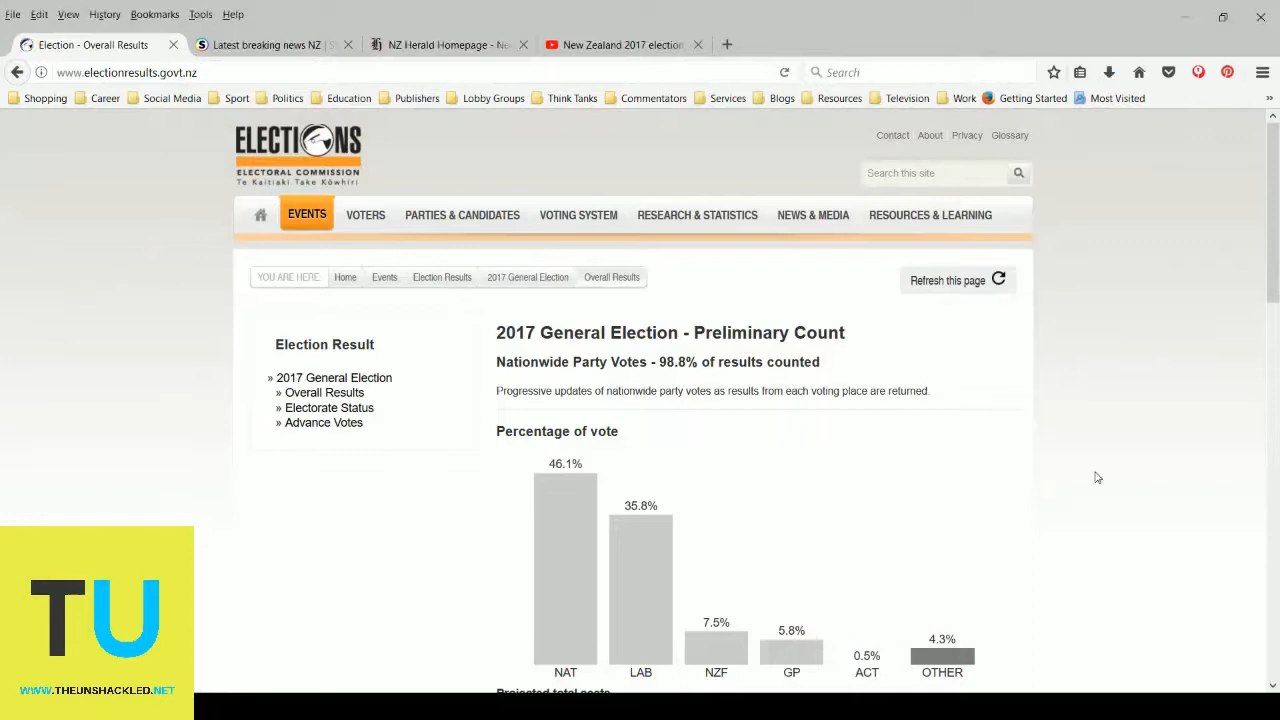 File Edit View History Bookmarks Tools Help
Election - Overall Results
Latest breaking news NZ |
NZ Herald Homepage -
New Zealand 2017 election
www.electionresults.govt.nz
Search
Shopping Career Social Media Sport Politics Education Publishers Lobby Groups Think Tanks Commentators Services Blogs Resources Television Work Getting Started Most Visited
ELECTIONS
ELECTORAL COMMISSION
Te Kaitiaki Take Kōwhiri
Contact About Privacy Glossary
Search this site
EVENTS VOTERS PARTIES & CANDIDATES VOTING SYSTEM RESEARCH & STATISTICS NEWS & MEDIA RESOURCES & LEARNING
YOU ARE HERE: Home Events Election Results 2017 General Election Overall Results
Refresh this page
Election Result
» 2017 General Election
» Overall Results
» Electorate Status
» Advance Votes
2017 General Election - Preliminary Count
Nationwide Party Votes - 98.8% of results counted
Progressive updates of nationwide party votes as results from each voting place are returned.
Percentage of vote
46.1%
35.8%
7.5%
5.8%
0.5%
4.3%
NAT LAB NZF GP ACT OTHER
Projected total seats
TU
WWW.THEUNSHACKLED.NET